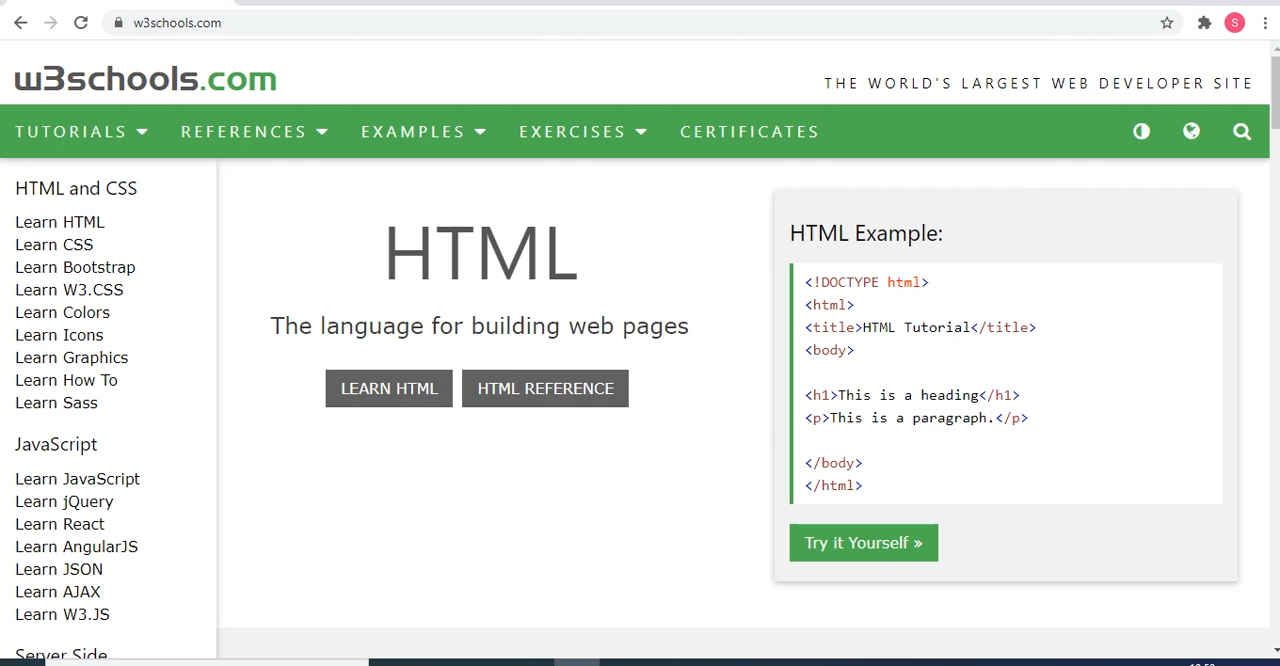 w3schools.com
S
w3schools.com
THE WORLD'S LARGEST WEB DEVELOPER SITE
TUTORIALS REFERENCES EXAMPLES EXERCISES CERTIFICATES
HTML and CSS
Learn HTML
Learn CSS
Learn Bootstrap
Learn W3.CSS
Learn Colors
Learn Icons
Learn Graphics
Learn How To
Learn Sass
JavaScript
Learn JavaScript
Learn jQuery
Learn React
Learn AngularJS
Learn JSON
Learn AJAX
Learn W3.JS
Server Side
HTML
The language for building web pages
LEARN HTML HTML REFERENCE
HTML Example:
<!DOCTYPE html>
<html>
<title>HTML Tutorial</title>
<body>
<h1>This is a heading</h1>
<p>This is a paragraph.</p>
</body>
</html>
Try it Yourself »